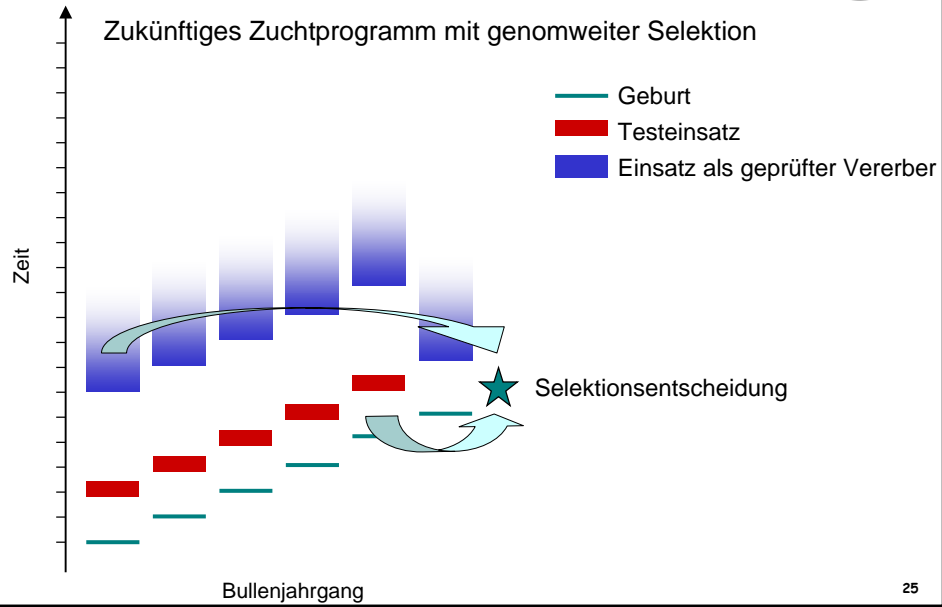 Zukünftiges Zuchtprogramm mit genomweiter Selektion
Geburt
Testeinsatz
Einsatz als geprüfter Vererber
Zeit
Selektionsentscheidung
Bullenjahrgang
25